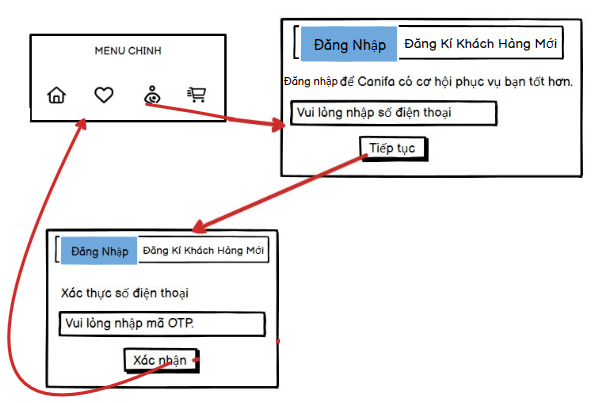 MENU CHINH
Đăng Nhập
Đăng Kí Khách Hàng Mới
Đăng nhập để Canifa có cơ hội phục vụ bạn tốt hơn.
Vui lòng nhập số điện thoại
Tiếp tục
Đăng Nhập
Đăng Kí Khách Hàng Mới
Xác thực số điện thoại
Vui lòng nhập mã OTP.
Xác nhận